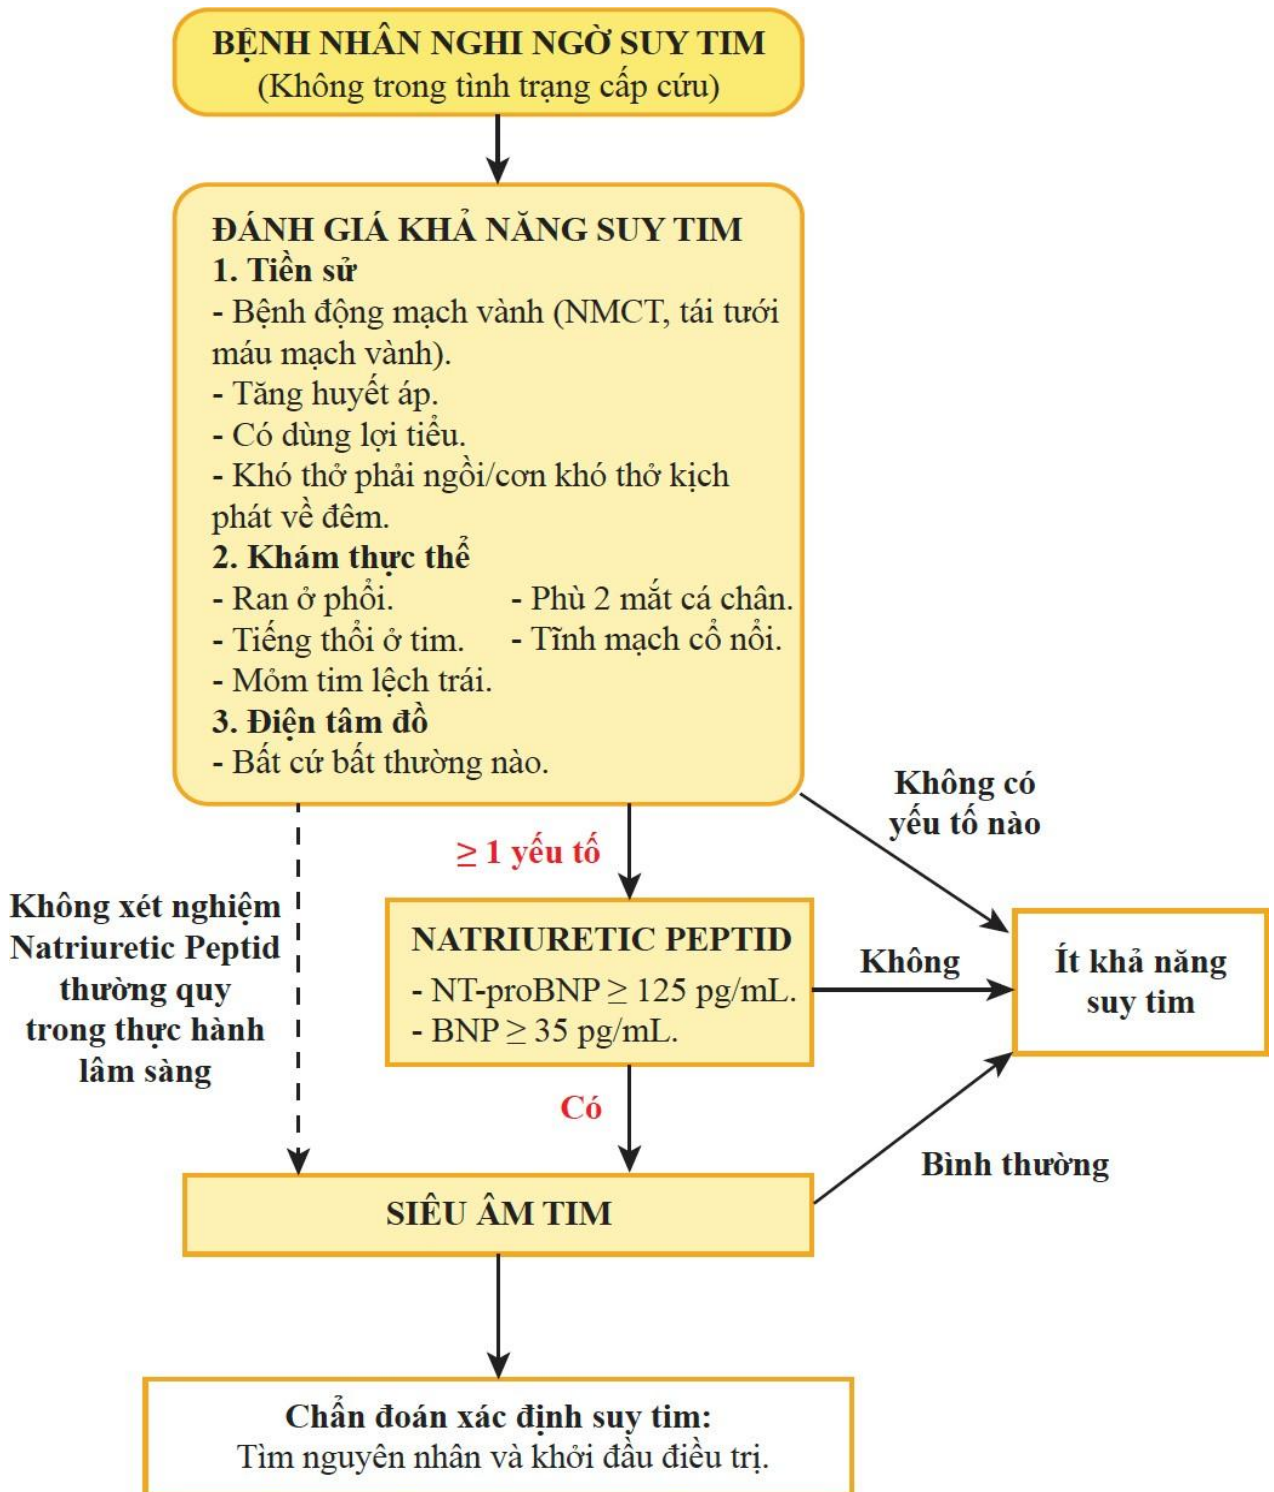 BỆNH NHÂN NGHI NGỜ SUY TIM
(Không trong tình trạng cấp cứu)
ĐÁNH GIÁ KHẢ NĂNG SUY TIM
1. Tiền sử
- Bệnh động mạch vành (NMCT, tái tưới
máu mạch vành).
- Tăng huyết áp.
- Có dùng lợi tiểu.
- Khó thở phải ngồi/cơn khó thở kịch
phát về đêm.
2. Khám thực thể
- Ran ở phổi. - Phù 2 mắt cá chân.
- Tiếng thổi ở tim. - Tĩnh mạch cổ nổi.
- Mỏm tim lệch trái.
3. Điện tâm đồ
- Bất cứ bất thường nào.
Không có
yếu tố nào
≥ 1 yếu tố
Không xét nghiệm
Natriuretic Peptid
thường quy
trong thực hành
lâm sàng
NATRIURETIC PEPTID
- NT-proBNP ≥ 125 pg/mL.
- BNP ≥ 35 pg/mL.
Không
Ít khả năng
suy tim
Có
Bình thường
SIÊU ÂM TIM
Chẩn đoán xác định suy tim:
Tìm nguyên nhân và khởi đầu điều trị.